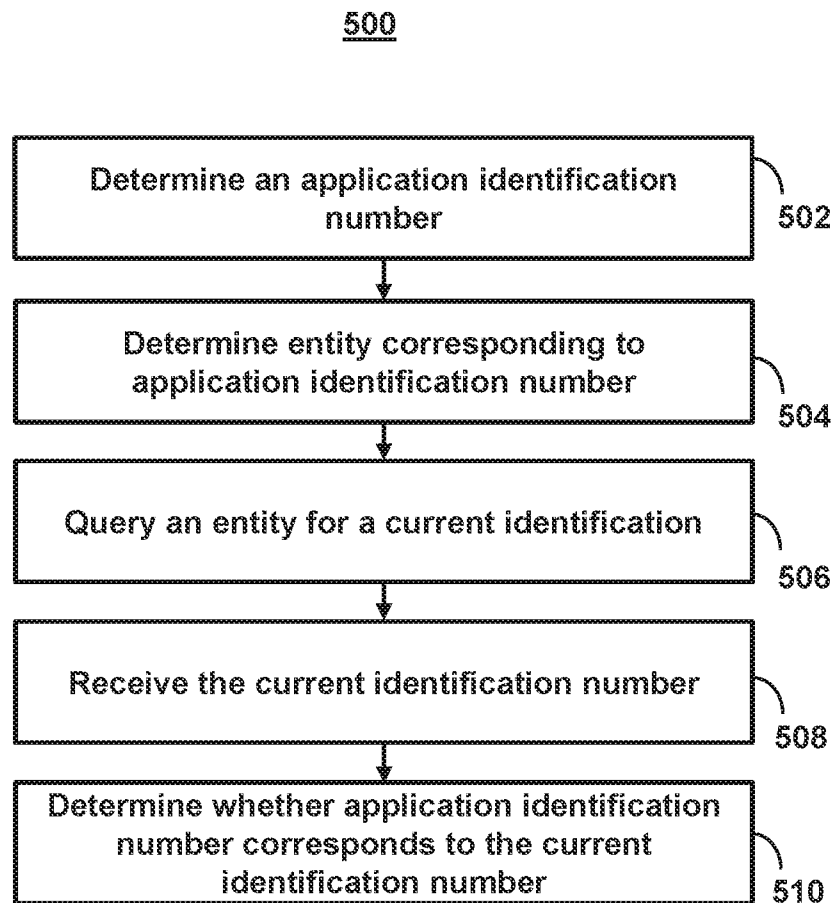 500
Determine an application identification
number
502
Determine entity corresponding to
application identification number
504
Query an entity for a current identification
506
Receive the current identification number
508
Determine whether application identification
number corresponds to the current
identification number
510